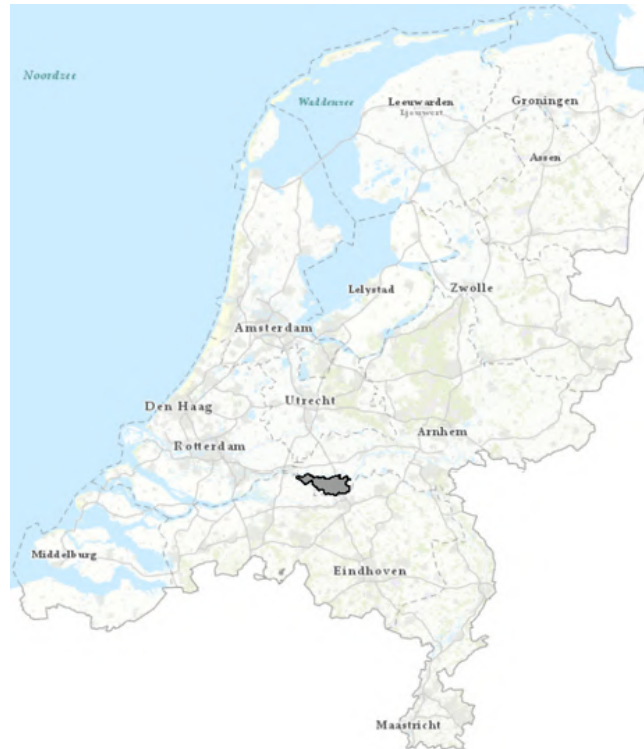 Noordzee
Waddenzee
Leeuwarden
Ljouwert
Groningen
Assen
Lelystad
Zwolle
Amsterdam
Den Haag
Utrecht
Rotterdam
Arnhem
Middelburg
Eindhoven
Maastricht